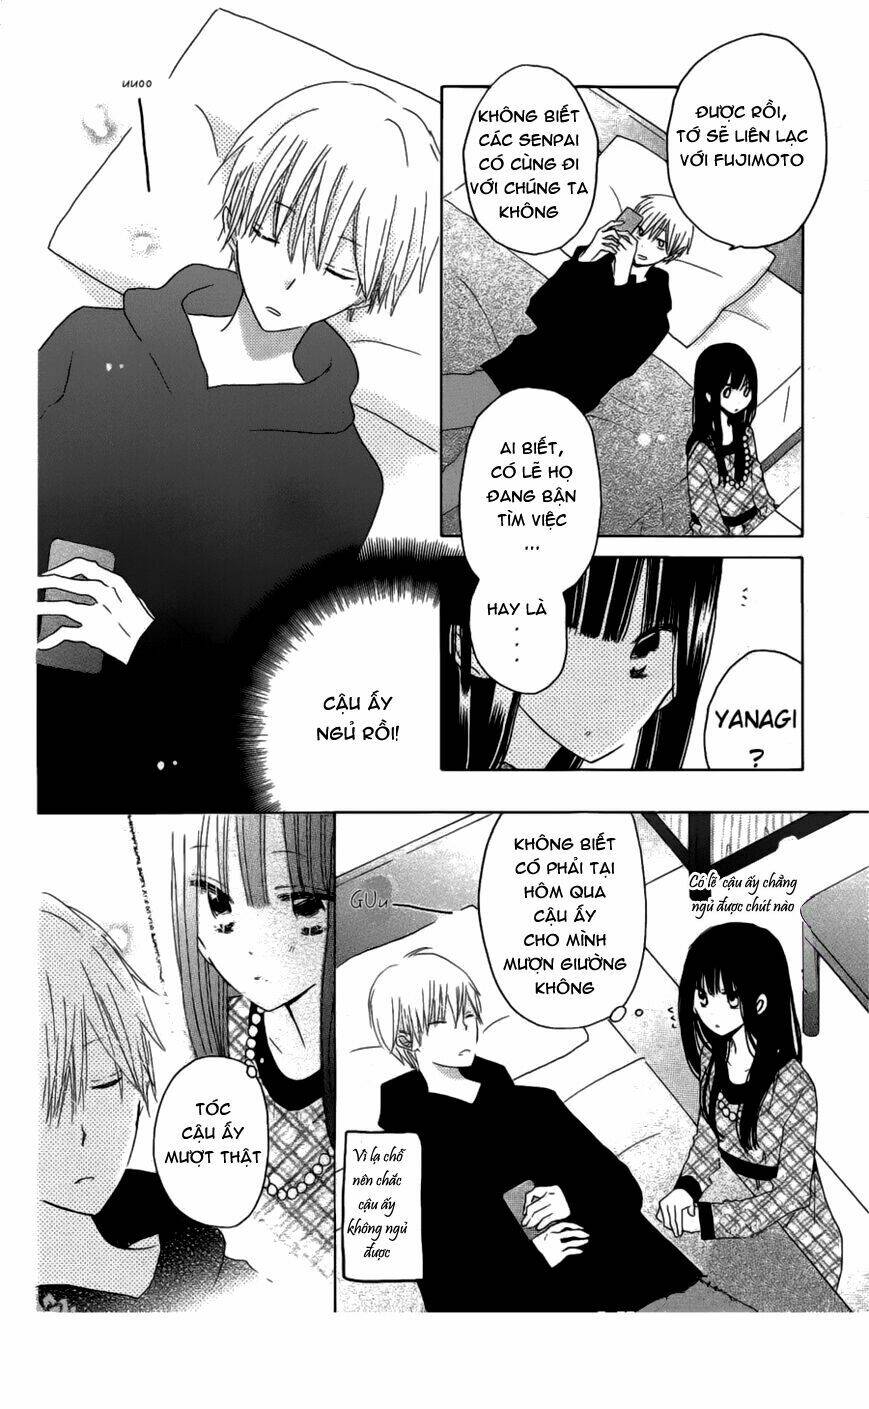 ĐƯỢC RỒI,
TỚ SẼ LIÊN LẠC
VỚI FUJIMOTO
KHÔNG BIẾT
CÁC SENPAI
CÓ CÙNG ĐI
VỚI CHÚNG TA
KHÔNG
AI BIẾT,
CÓ LẼ HỌ
ĐANG BẬN
TÌM VIỆC
...
HAY LÀ
...
YANAGI
?
uuoo
CẬU ẤY
NGỦ RỒI!
Có lẽ cậu ấy chẳng
ngủ được chút nào
KHÔNG BIẾT
CÓ PHẢI TẠI
HÔM QUA
CẬU ẤY
CHO MÌNH
MƯỢN GIƯỜNG
KHÔNG
GUu
Vì lạ chỗ
nên chắc
cậu ấy
không ngủ
được
TÓC
CẬU ẤY
MƯỢT THẬT